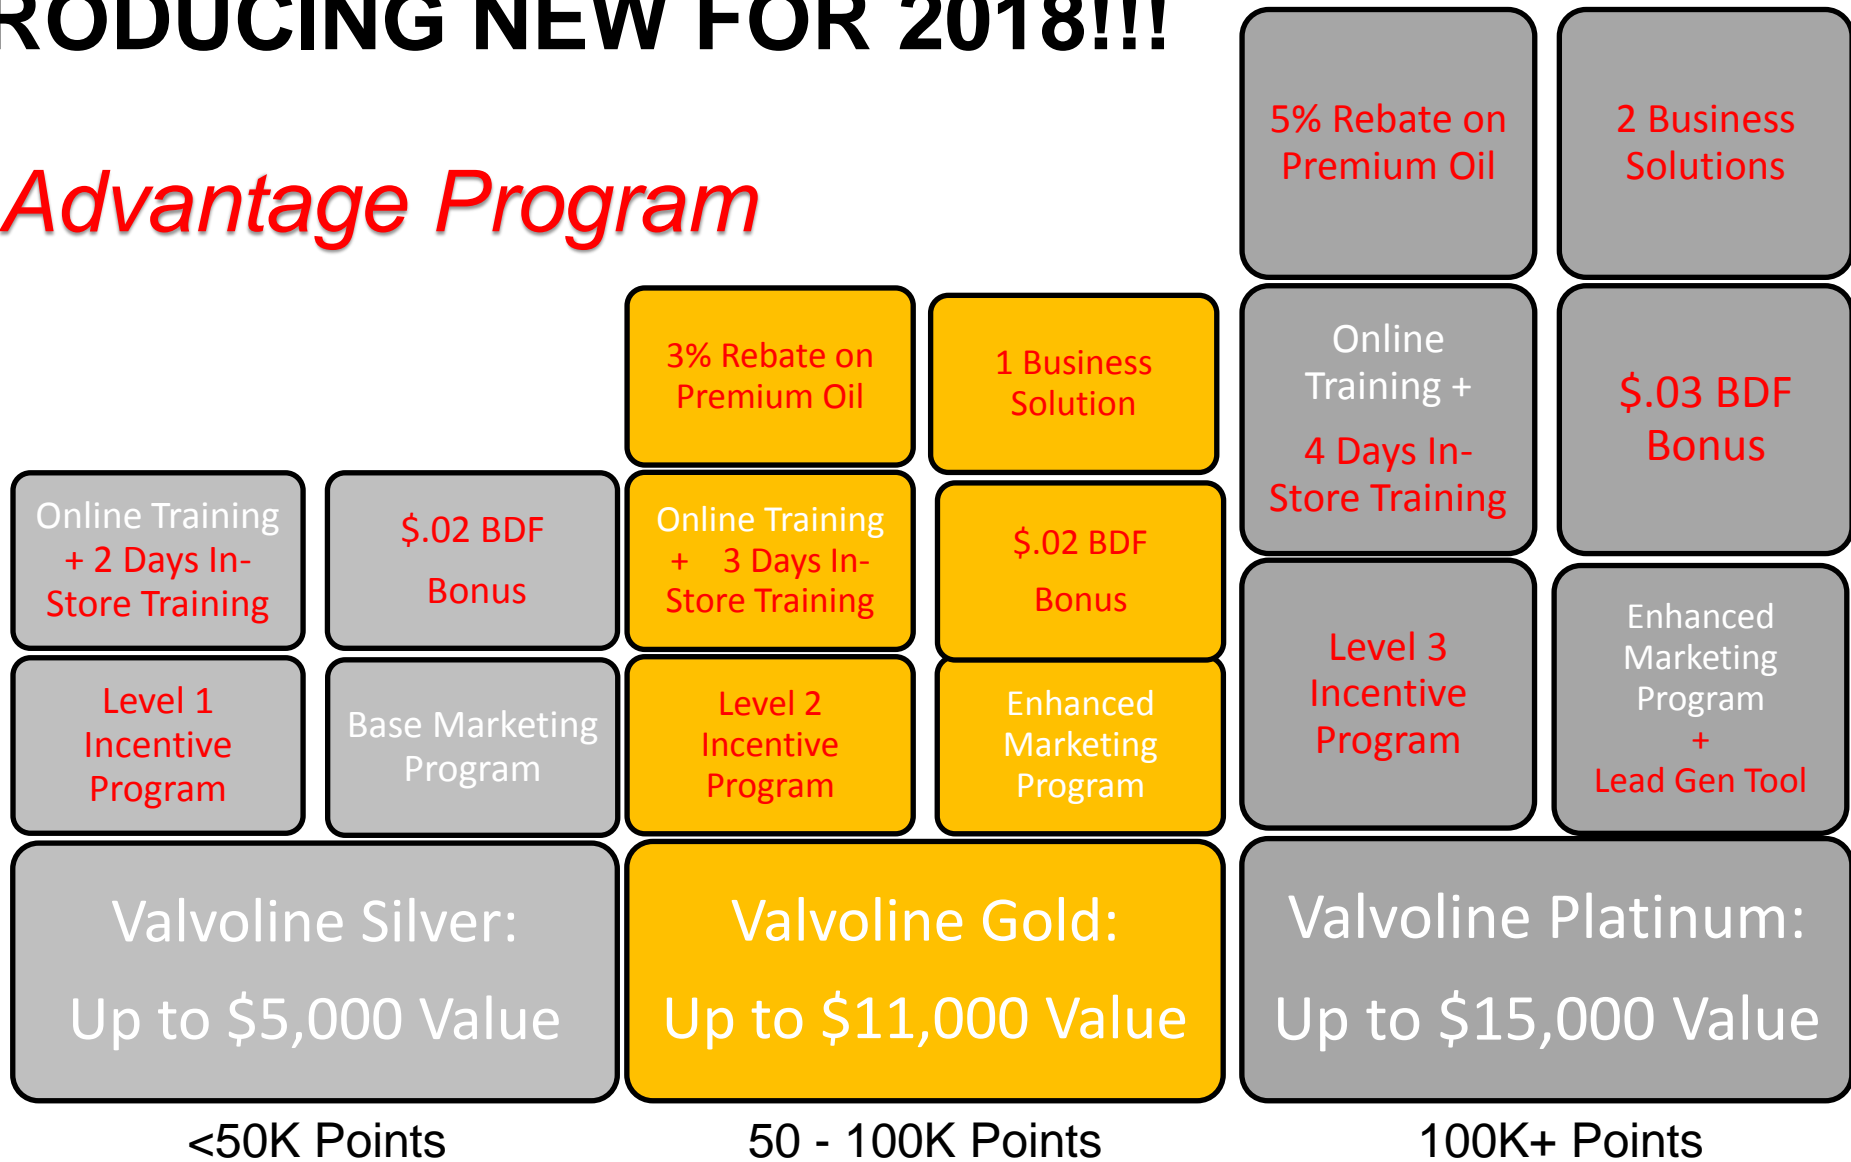 RODUCING NEW FOR 2018!!!
Advantage Program
Online Training
+ 2 Days In-
Store Training
$.02 BDF
Bonus
Level 1
Incentive
Program
Base Marketing
Program
Valvoline Silver:
Up to $5,000 Value
<50K Points
3% Rebate on
Premium Oil
1 Business
Solution
Online Training
+ 3 Days In-
Store Training
$.02 BDF
Bonus
Level 2
Incentive
Program
Enhanced
Marketing
Program
Valvoline Gold:
Up to $11,000 Value
50 - 100K Points
5% Rebate on
Premium Oil
2 Business
Solutions
Online
Training +
4 Days In-
Store Training
$.03 BDF
Bonus
Level 3
Incentive
Program
Enhanced
Marketing
Program
+
Lead Gen Tool
Valvoline Platinum:
Up to $15,000 Value
100K+ Points